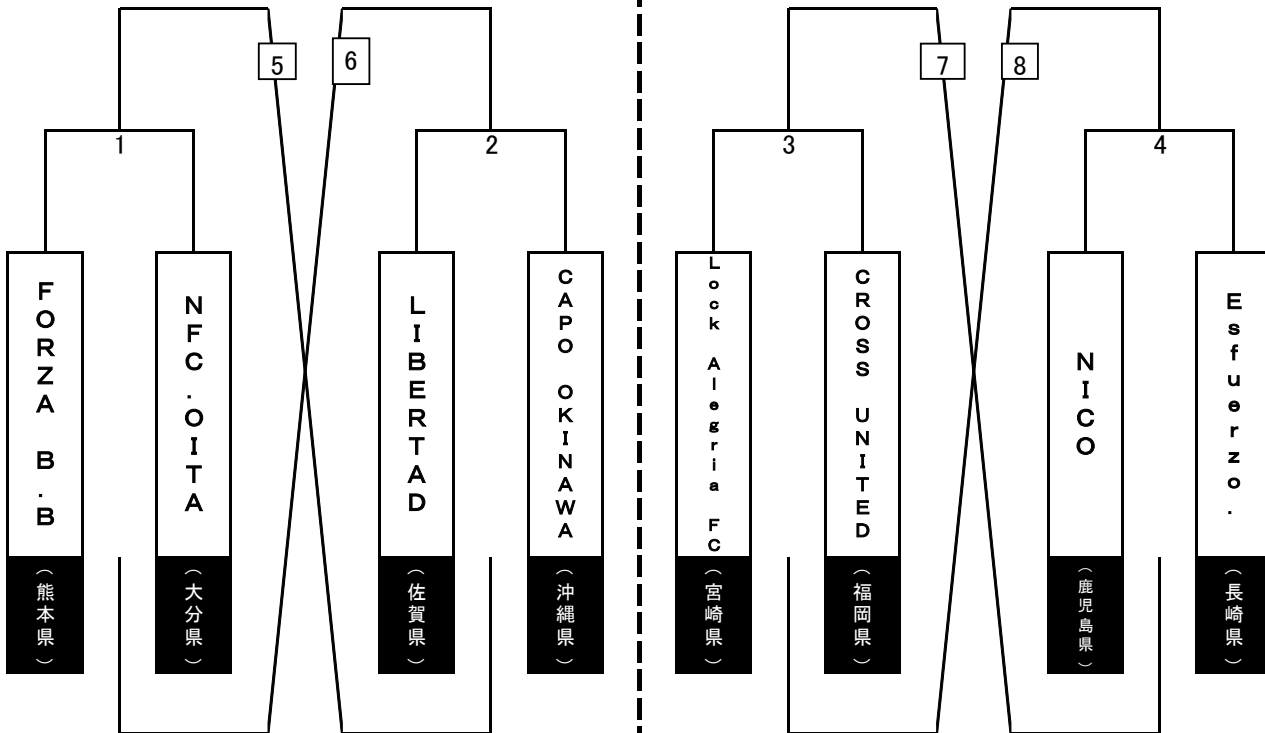 5
6
7
8
1
2
3
4
FORZA B.B
NFC.OITA
LIBERTAD
CAPO OKINAWA
Lock Alegria FC
CROSS UNITED
NICO
Esfuerzo.
（熊本県）
（大分県）
（佐賀県）
（沖縄県）
（宮崎県）
（福岡県）
（鹿児島県）
（長崎県）